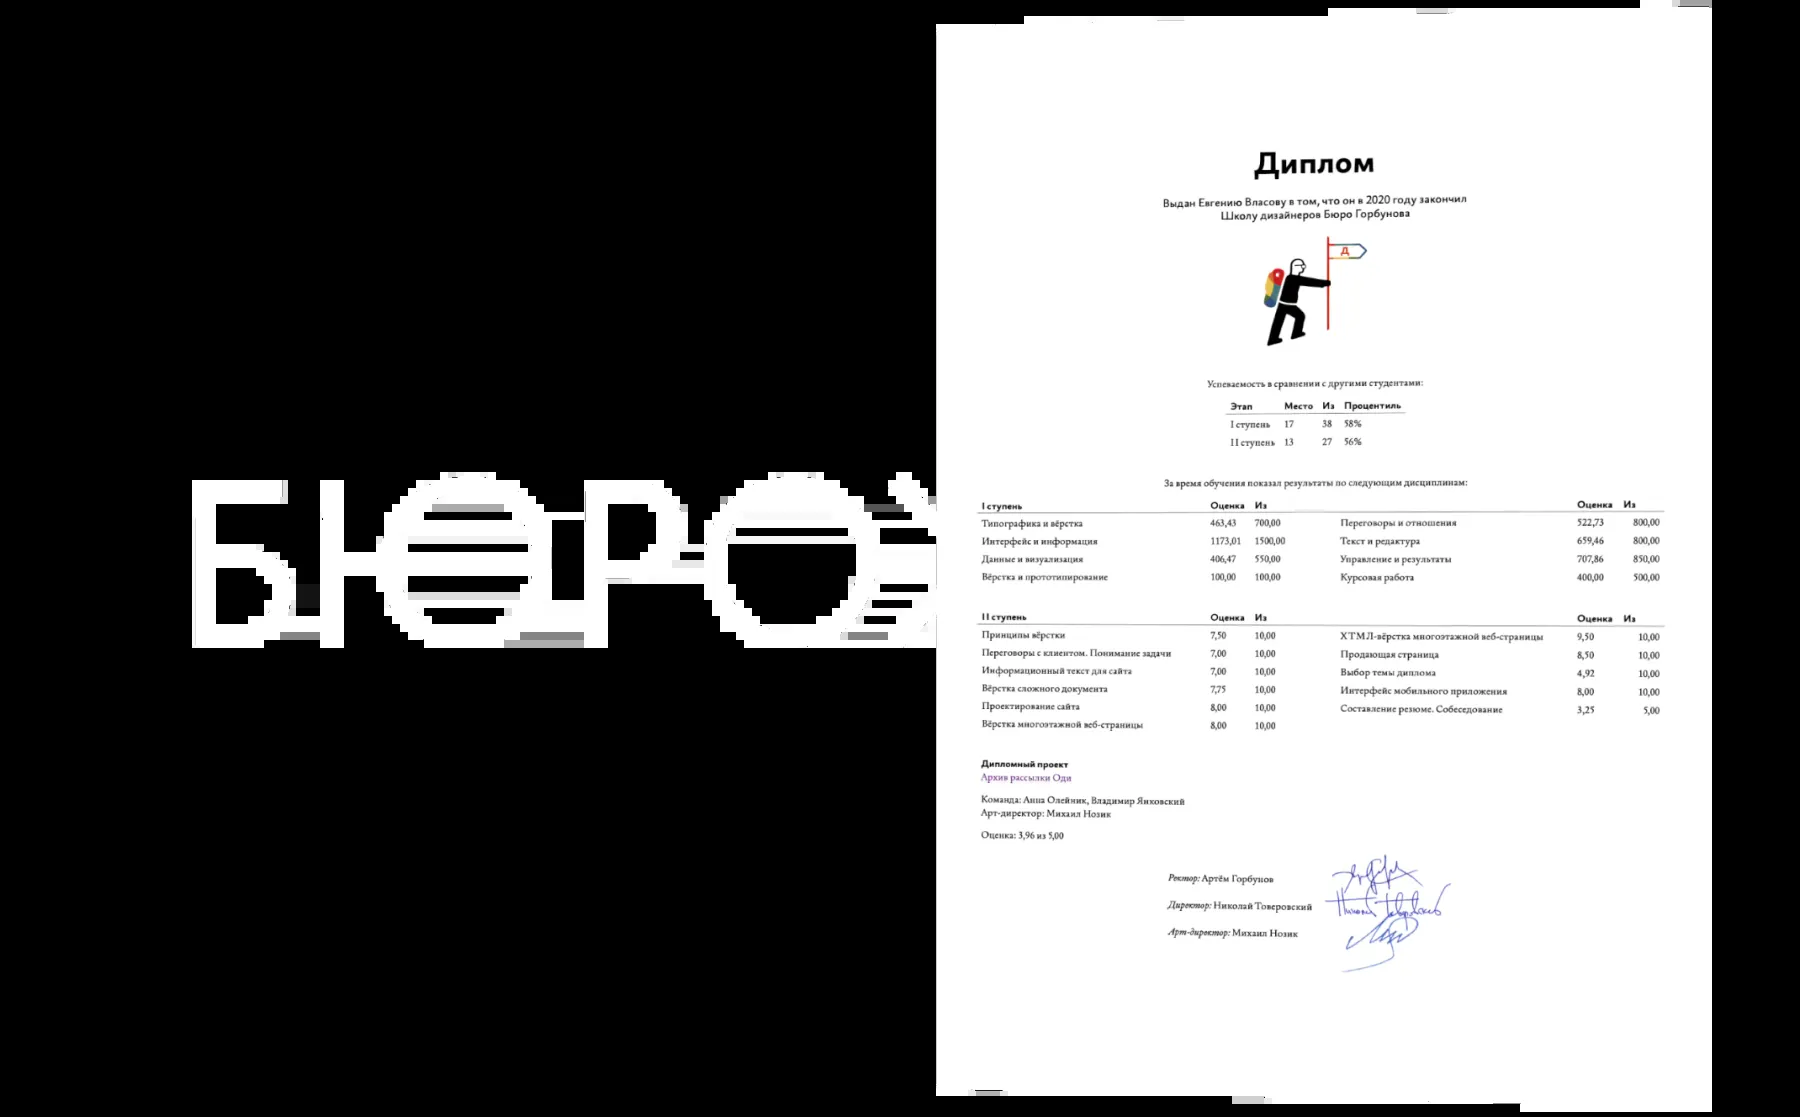 БЮРО
Диплом
Выдан Евгению Власову в том, что он в 2020 году закончил
Школу дизайнеров Бюро Горбунова
Д
Успеваемость в сравнении с другими студентами:
Этап Место Из Процентиль
I ступень 17 38 58%
II ступень 13 27 56%
За время обучения показал результаты по следующим дисциплинам:
I ступень Оценка Из Оценка Из
Типографика и вёрстка 463,43 700,00 Переговоры и отношения 522,73 800,00
Интерфейс и информация 1173,01 1500,00 Текст и редактура 659,46 800,00
Данные и визуализация 406,47 550,00 Управление и результаты 707,86 850,00
Вёрстка и прототипирование 100,00 100,00 Курсовая работа 400,00 500,00
II ступень Оценка Из Оценка Из
Принципы вёрстки 7,50 10,00 ХТМЛ-вёрстка многоэтажной веб-страницы 9,50 10,00
Переговоры с клиентом. Понимание задачи 7,00 10,00 Продающая страница 8,50 10,00
Информационный текст для сайта 7,00 10,00 Выбор темы диплома 4,92 10,00
Вёрстка сложного документа 7,75 10,00 Интерфейс мобильного приложения 8,00 10,00
Проектирование сайта 8,00 10,00 Составление резюме. Собеседование 3,25 5,00
Вёрстка многоэтажной веб-страницы 8,00 10,00
Дипломный проект
Архив рассылки Оди
Команда: Анна Олейник, Владимир Янковский
Арт-директор: Михаил Нозик
Оценка: 3,96 из 5,00
Ректор: Артём Горбунов
Директор: Николай Товеровский
Арт-директор: Михаил Нозик